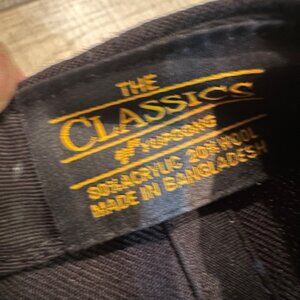 THE
CLASSICS
YUPOONG
80% ACRYLIC 20% WOOL
MADE IN BANGLADESH